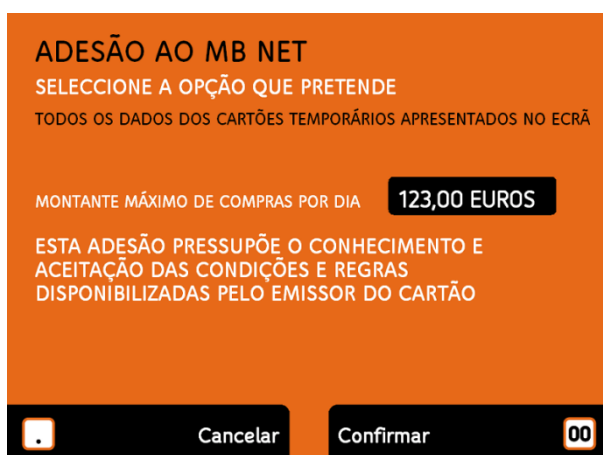 ADESÃO AO MB NET
SELECCIONE A OPÇÃO QUE PRETENDE
TODOS OS DADOS DOS CARTÕES TEMPORÁRIOS APRESENTADOS NO ECRÃ
MONTANTE MÁXIMO DE COMPRAS POR DIA 123,00 EUROS
ESTA ADESÃO PRESSUPÕE O CONHECIMENTO E
ACEITAÇÃO DAS CONDIÇÕES E REGRAS
DISPONIBILIZADAS PELO EMISSOR DO CARTÃO
. Cancelar Confirmar 00